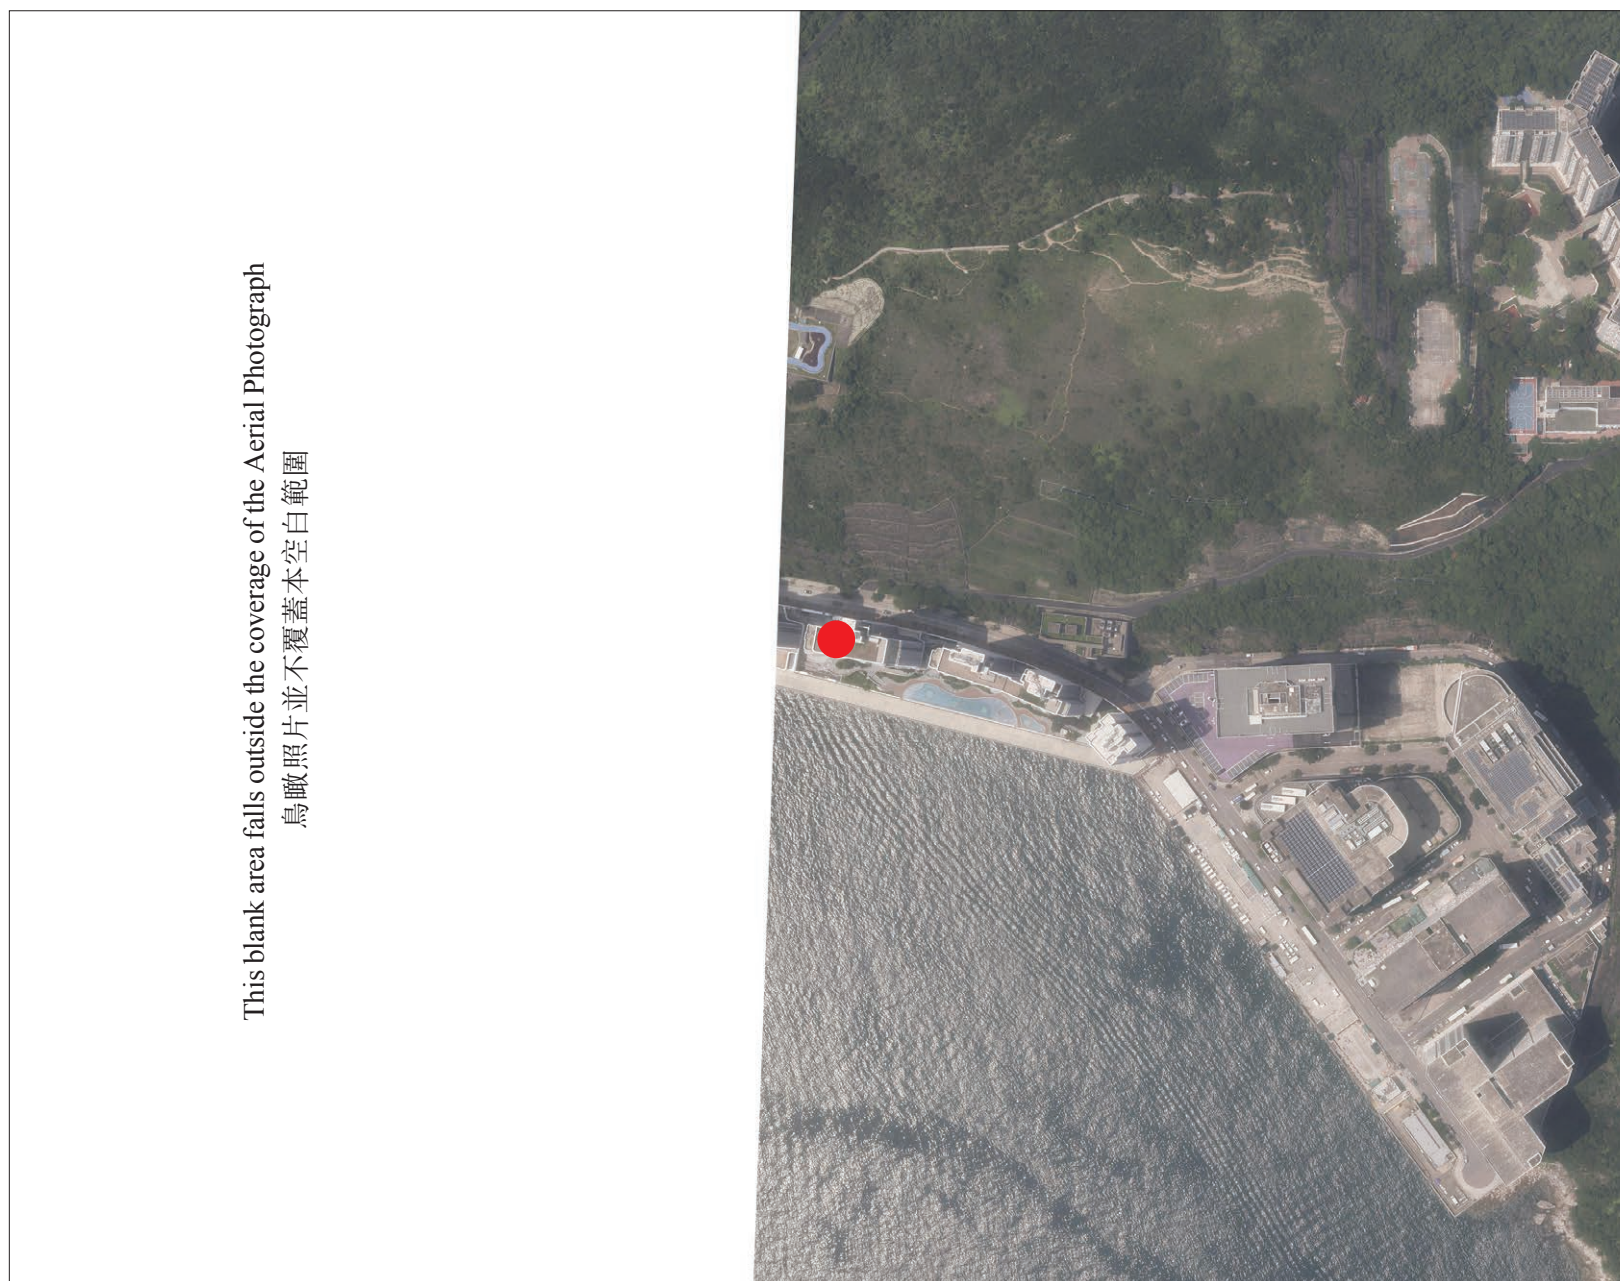 This blank area falls outside the coverage of the Aerial Photograph
鳥瞰照片並不覆蓋本空白範圍